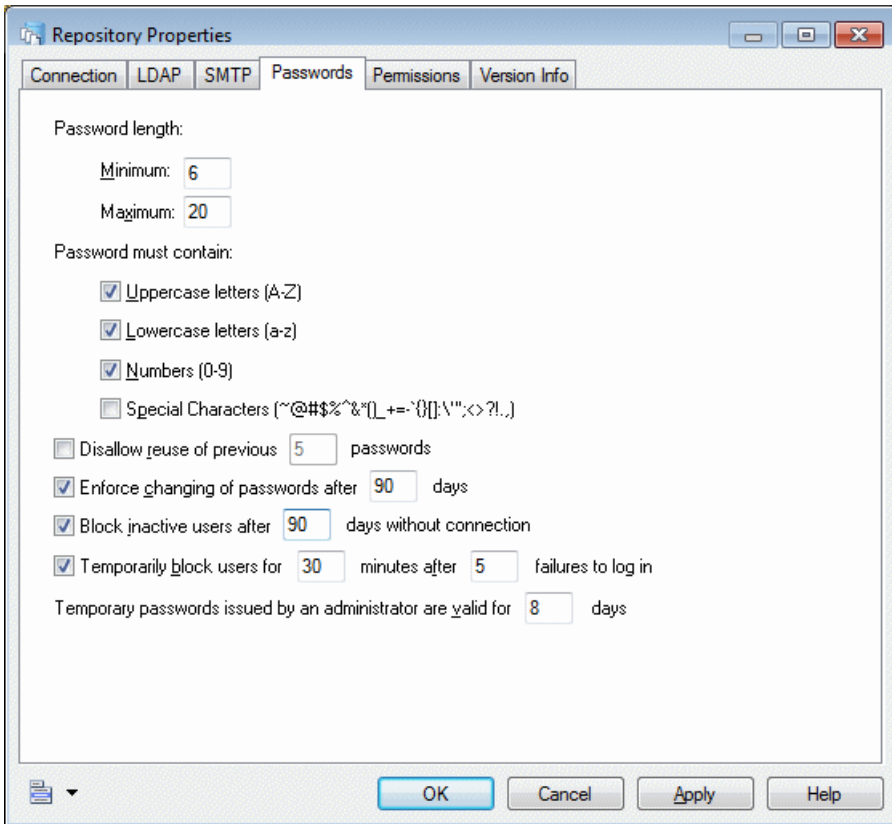 Repository Properties
Connection LDAP SMTP Passwords Permissions Version Info
Password length:
Minimum: 6
Maximum: 20
Password must contain:
Uppercase letters (A-Z)
Lowercase letters (a-z)
Numbers (0-9)
Special Characters (~@#$%^&*()_+=-`{}[]:\'";<>?!.,)
Disallow reuse of previous 5 passwords
Enforce changing of passwords after 90 days
Block inactive users after 90 days without connection
Temporarily block users for 30 minutes after 5 failures to log in
Temporary passwords issued by an administrator are valid for 8 days
OK Cancel Apply Help